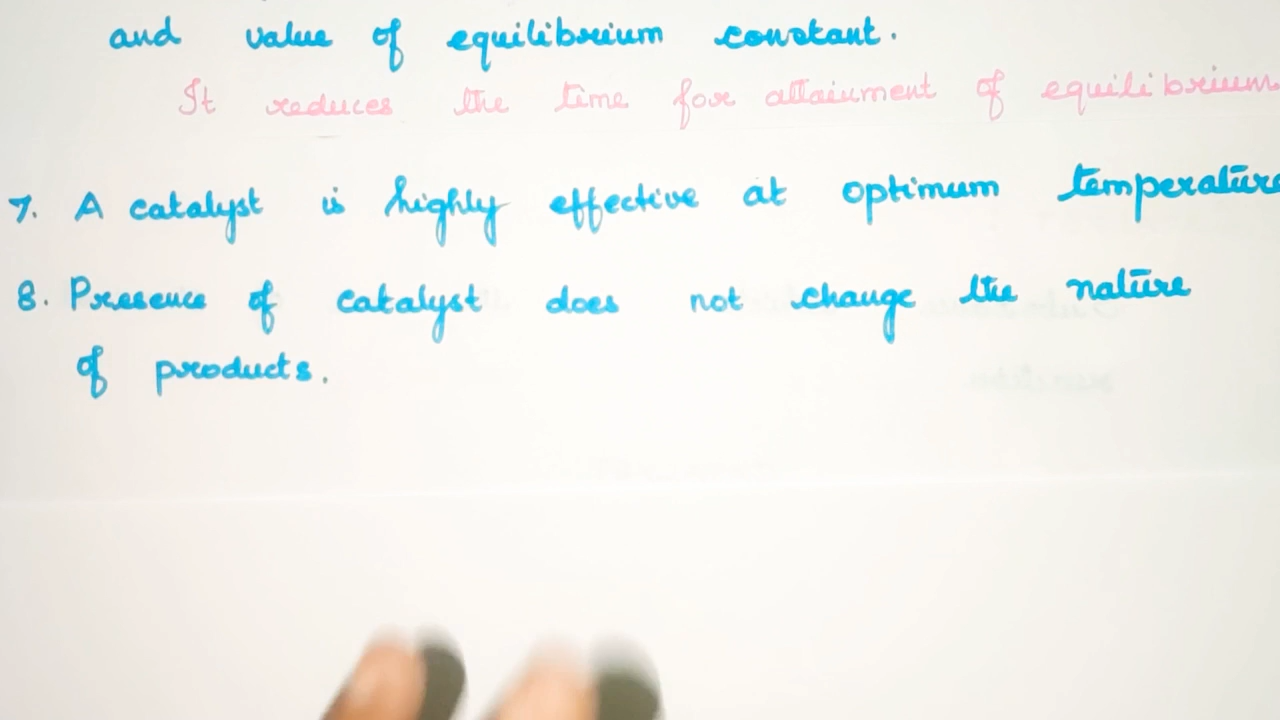 and value of equilibrium constant.
It reduces the time for attainment of equilibrium
7. A catalyst is highly effective at optimum temperature
8. Presence of catalyst does not change the nature
of products.